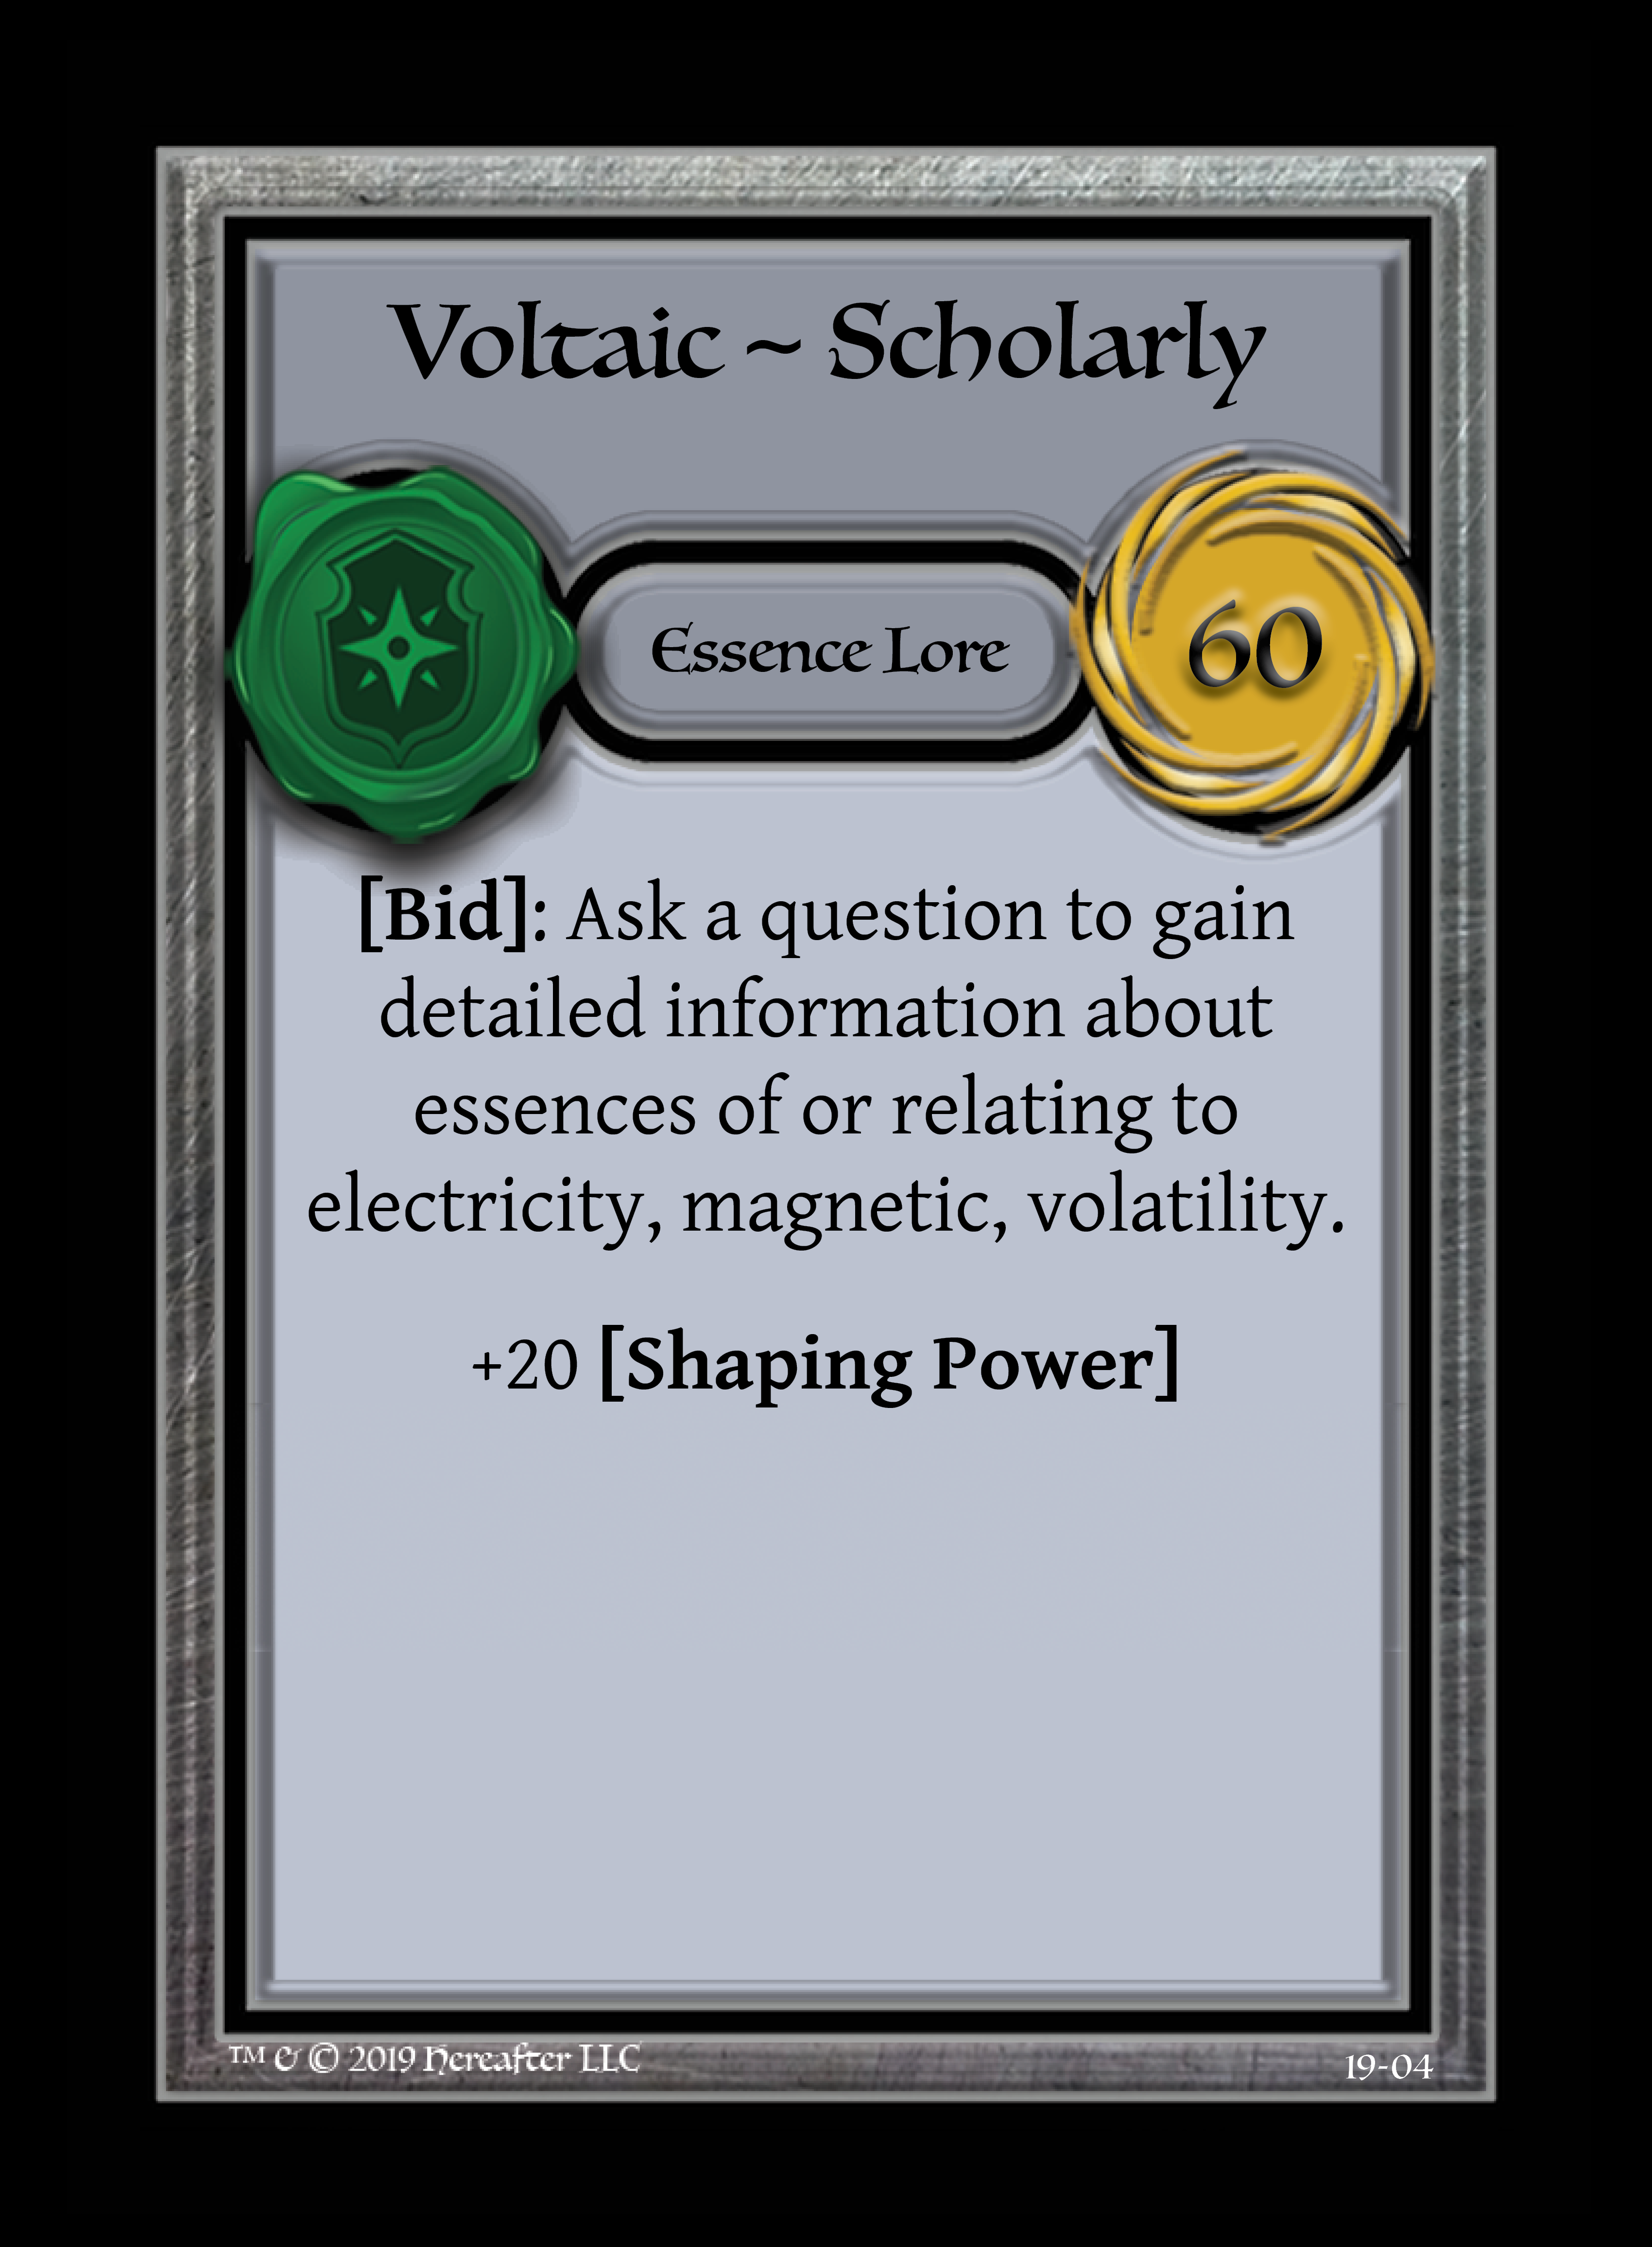 Voltaic ~ Scholarly
Essence Lore
60
[Bid]: Ask a question to gain
detailed information about
essences of or relating to
electricity, magnetic, volatility.
+20 [Shaping Power]
™ & © 2019 Hereafter LLC
19-04